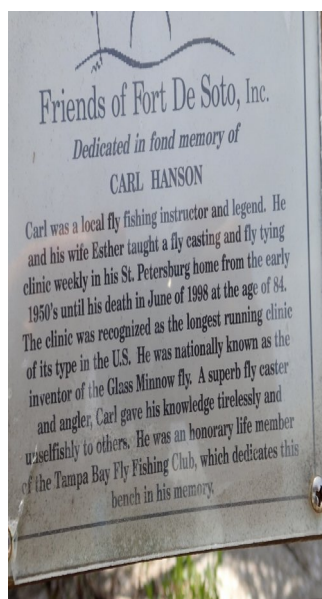 Friends of Fort De Soto, Inc.
Dedicated in fond memory of
CARL HANSON
Carl was a local fly fishing instructor and legend. He
and his wife Esther taught a fly casting and fly tying
clinic weekly in his St. Petersburg home from the early
1950's until his death in June of 1998 at the age of 84.
The clinic was recognized as the longest running clinic
of its type in the U.S. He was nationally known as the
inventor of the Glass Minnow fly. A superb fly caster
and angler, Carl gave his knowledge tirelessly and
unselfishly to others. He was an honorary life member
of the Tampa Bay Fly Fishing Club, which dedicates this
bench in his memory.